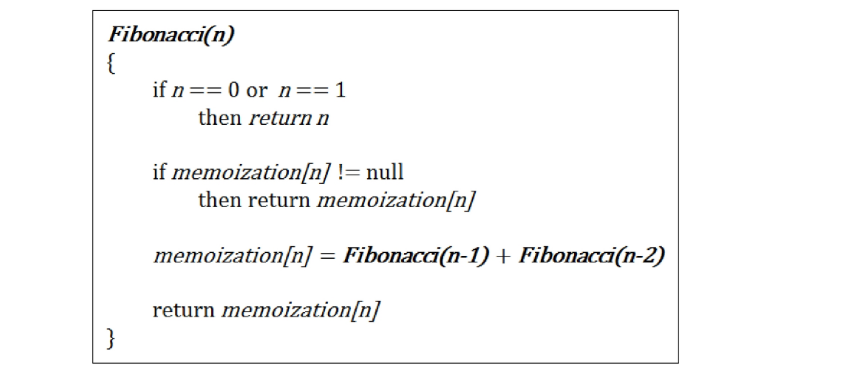 Fibonacci(n)
{
if n == 0 or n == 1
then return n
if memoization[n] != null
then return memoization[n]
memoization[n] = Fibonacci(n-1) + Fibonacci(n-2)
return memoization[n]
}